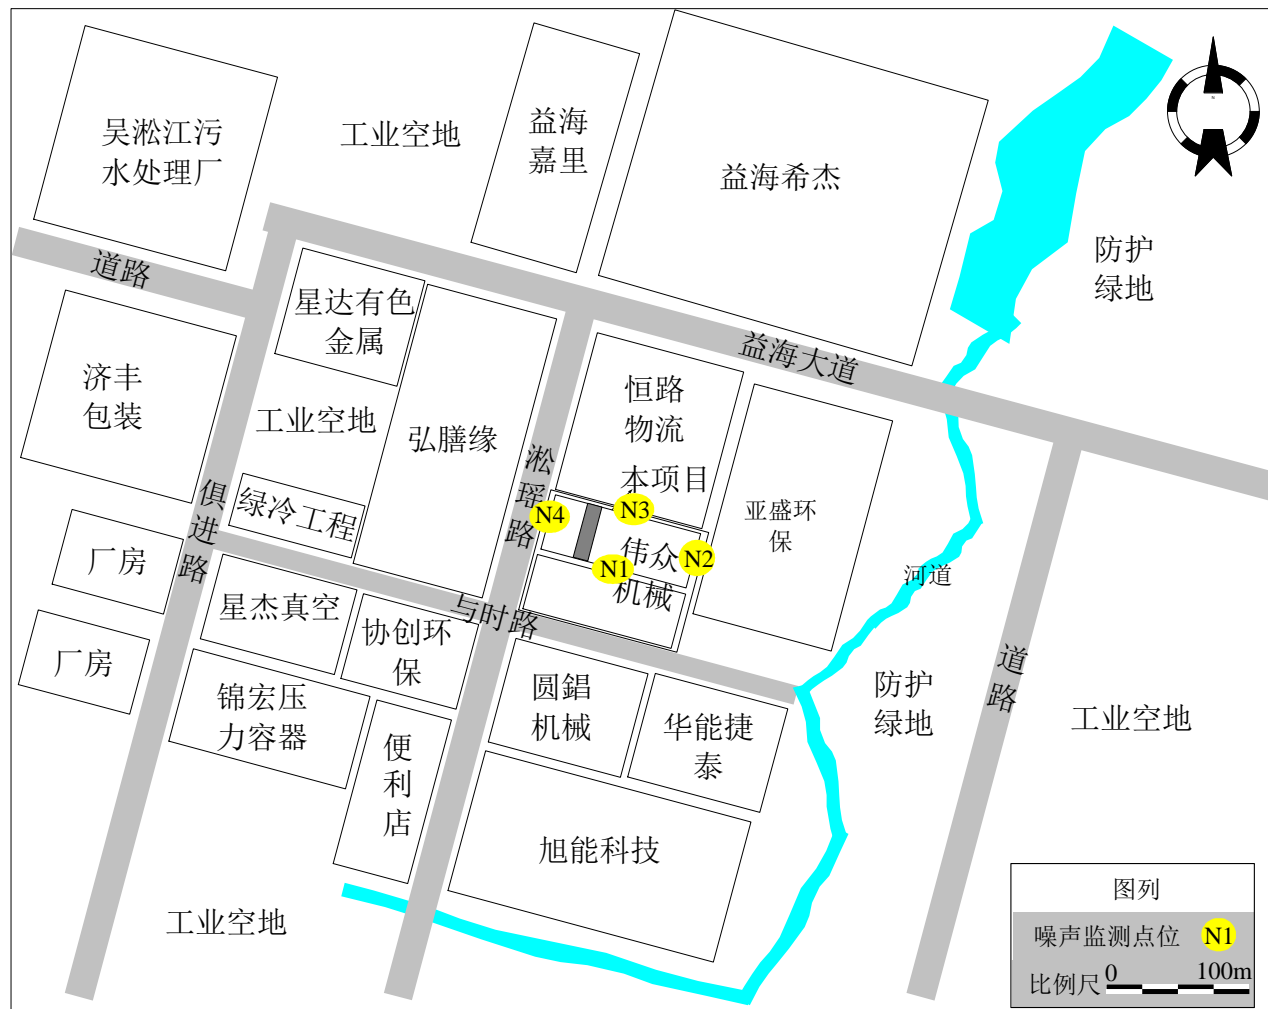 吴淞江污
水处理厂
工业空地
益海
嘉里
益海希杰
N
防护
绿地
道路
星达有色
金属
益海大道
济丰
包装
工业空地
弘膳缘
恒路
物流
淞瑶路
本项目
俱进路
绿冷工程
N4
N3
亚盛环
保
伟众
机械
N1
N2
厂房
河道
星杰真空
与时路
协创环
保
厂房
锦宏压
力容器
圆錩
机械
华能捷
泰
防护
绿地
道路
工业空地
便利店
旭能科技
工业空地
图列
噪声监测点位 N1
比例尺 0 100m